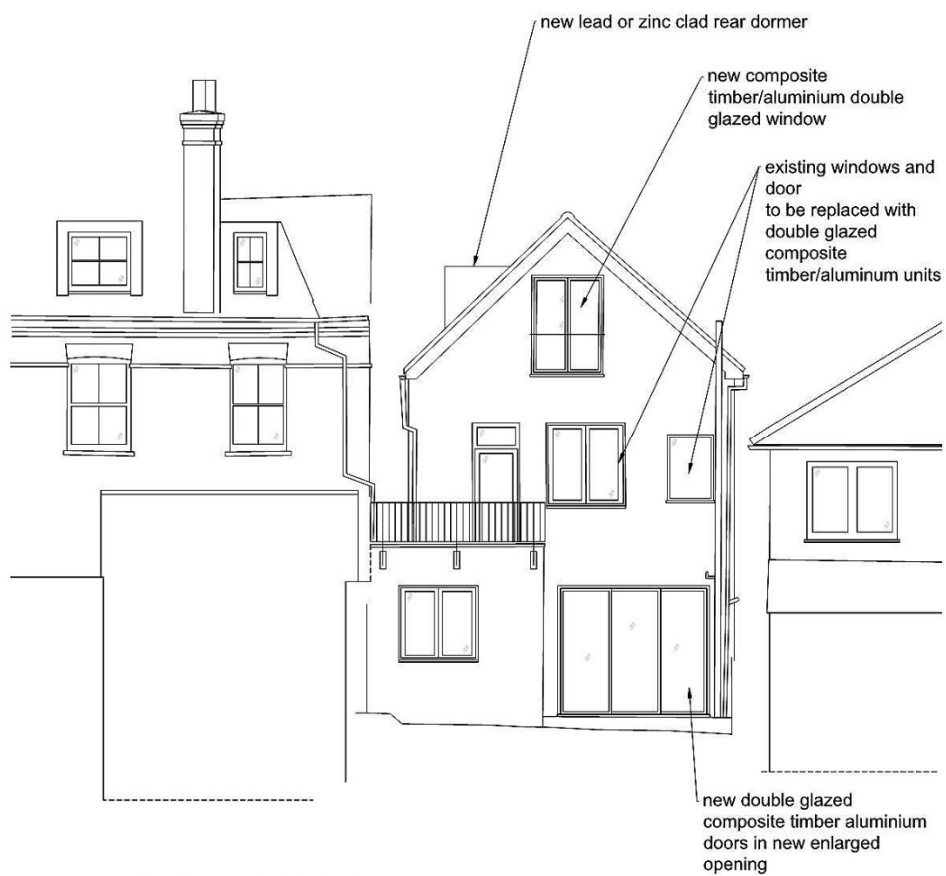 new lead or zinc clad rear dormer
new composite
timber/aluminium double
glazed window
existing windows and
door
to be replaced with
double glazed
composite
timber/aluminum units
new double glazed
composite timber aluminium
doors in new enlarged
opening